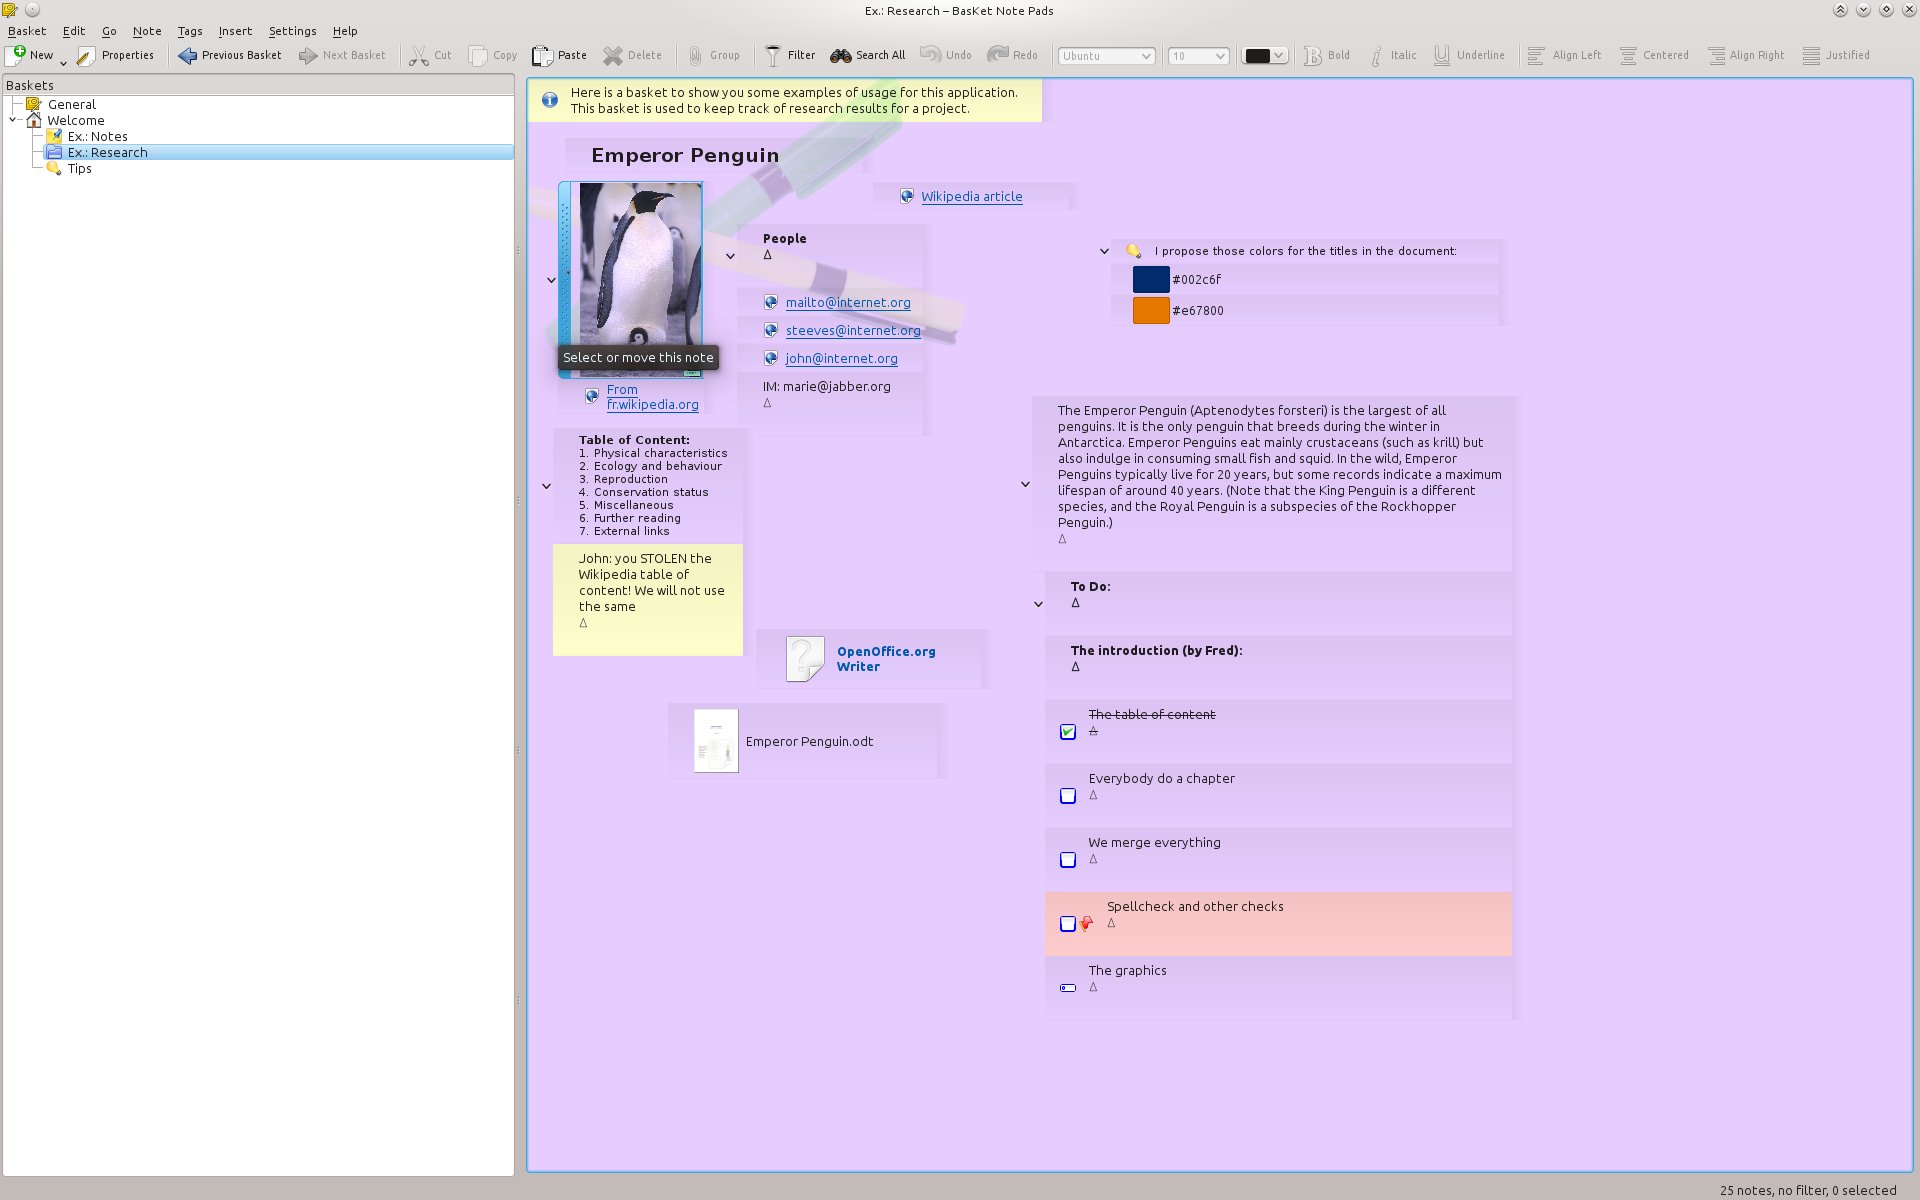 Ex.: Research – BasKet Note Pads
Basket Edit Go Note Tags Insert Settings Help
New Properties Previous Basket Next Basket Cut Copy Paste Delete Group Filter Search All Undo Redo Ubuntu 10 Bold Italic Underline Align Left Centered Align Right Justified
Baskets
General
Welcome
Ex.: Notes
Ex.: Research
Tips
Here is a basket to show you some examples of usage for this application.
This basket is used to keep track of research results for a project.
Emperor Penguin
Wikipedia article
Select or move this note
From
fr.wikipedia.org
People
mailto@internet.org
steeves@internet.org
john@internet.org
IM: marie@jabber.org
I propose those colors for the titles in the document:
#002c6f
#e67800
Table of Content:
1. Physical characteristics
2. Ecology and behaviour
3. Reproduction
4. Conservation status
5. Miscellaneous
6. Further reading
7. External links
John: you STOLEN the
Wikipedia table of
content! We will not use
the same
OpenOffice.org
Writer
Emperor Penguin.odt
The Emperor Penguin (Aptenodytes forsteri) is the largest of all
penguins. It is the only penguin that breeds during the winter in
Antarctica. Emperor Penguins eat mainly crustaceans (such as krill) but
also indulge in consuming small fish and squid. In the wild, Emperor
Penguins typically live for 20 years, but some records indicate a maximum
lifespan of around 40 years. (Note that the King Penguin is a different
species, and the Royal Penguin is a subspecies of the Rockhopper
Penguin.)
To Do:
The introduction (by Fred):
The table of content
Everybody do a chapter
We merge everything
Spellcheck and other checks
The graphics
25 notes, no filter, 0 selected